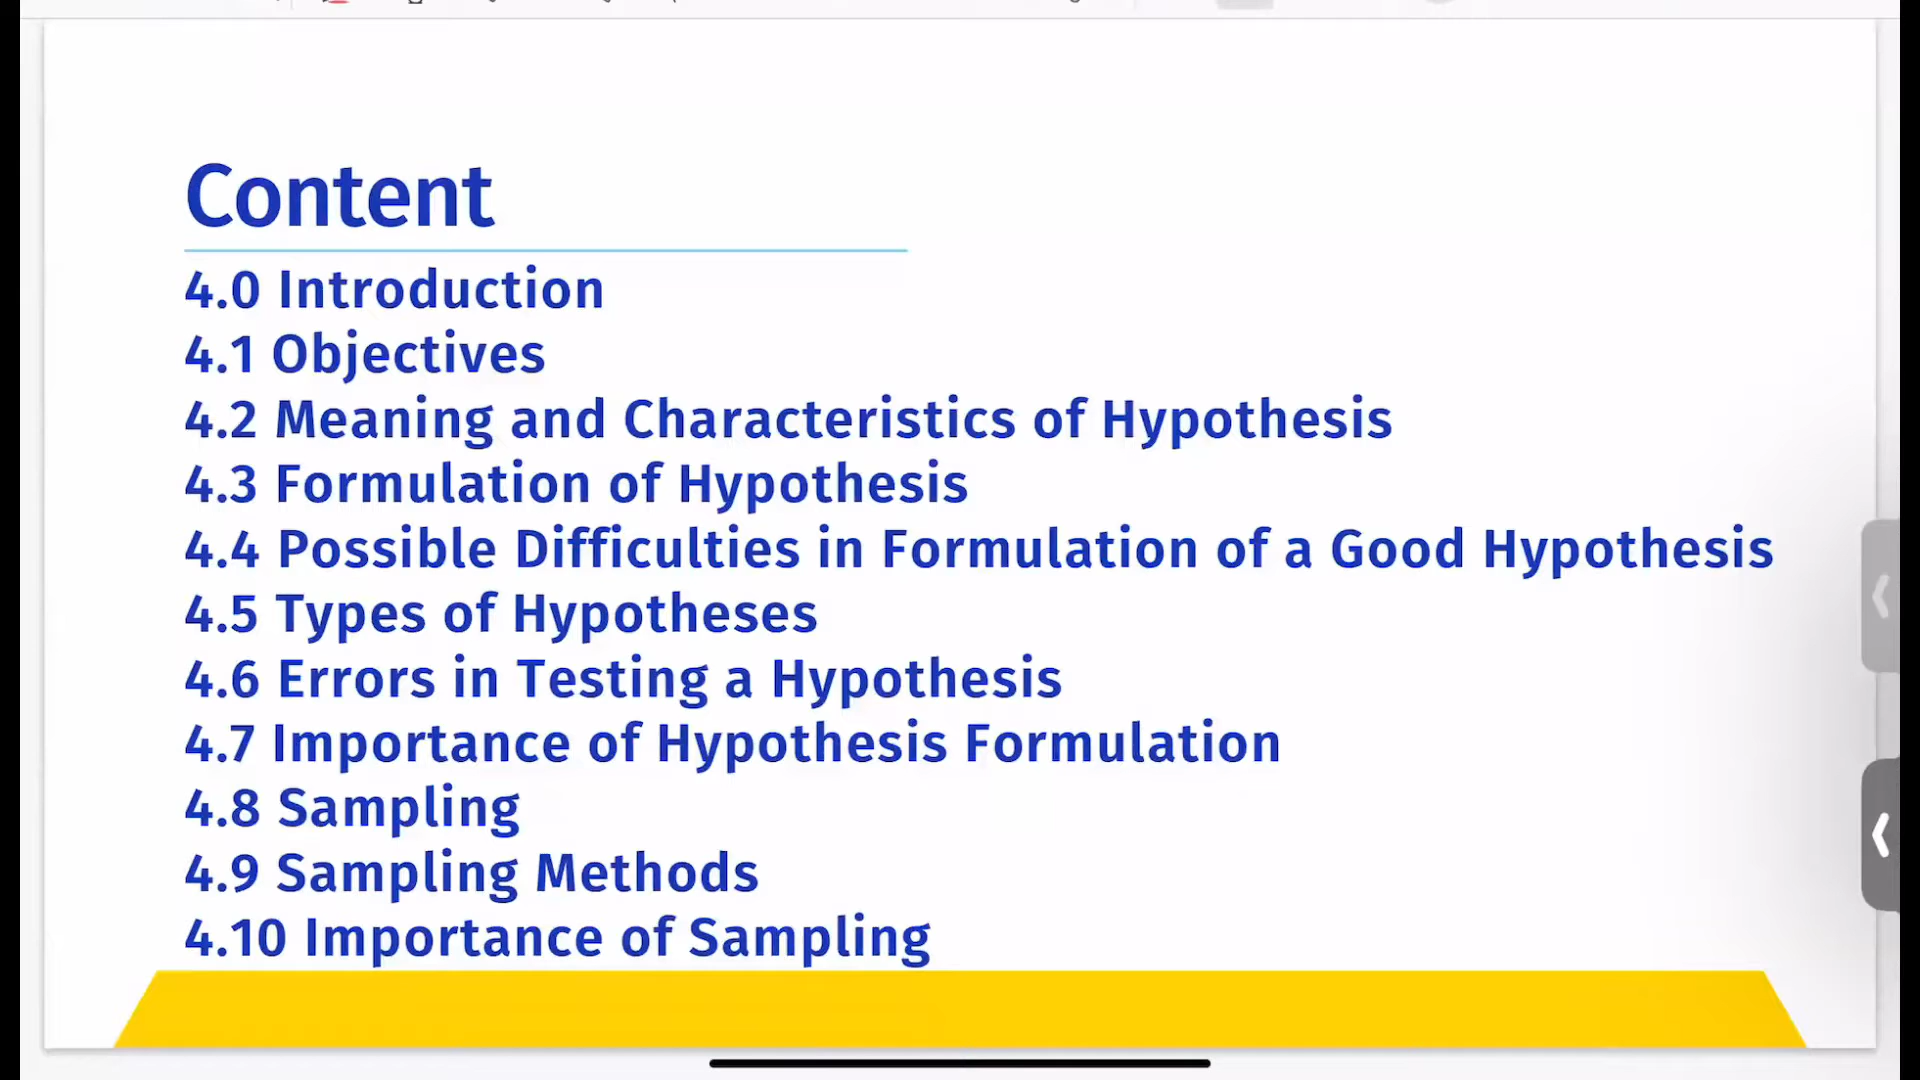 Content
4.0 Introduction
4.1 Objectives
4.2 Meaning and Characteristics of Hypothesis
4.3 Formulation of Hypothesis
4.4 Possible Difficulties in Formulation of a Good Hypothesis
4.5 Types of Hypotheses
4.6 Errors in Testing a Hypothesis
4.7 Importance of Hypothesis Formulation
4.8 Sampling
4.9 Sampling Methods
4.10 Importance of Sampling